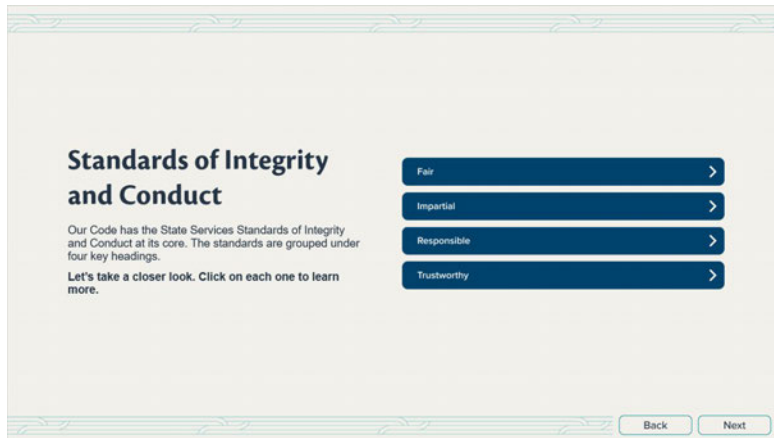 Standards of Integrity
and Conduct
Our Code has the State Services Standards of Integrity
and Conduct at its core. The standards are grouped under
four key headings.
Let's take a closer look. Click on each one to learn
more.
Fair
Impartial
Responsible
Trustworthy
Back
Next